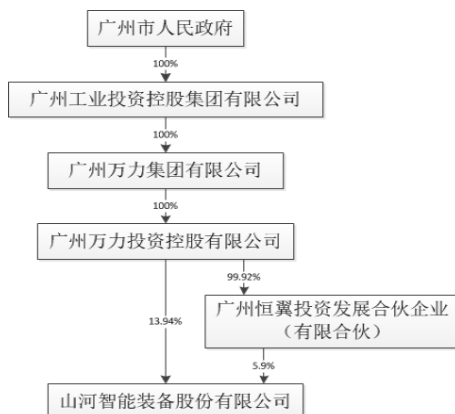 广州市人民政府
100%
广州工业投资控股集团有限公司
100%
广州万力集团有限公司
100%
广州万力投资控股有限公司
99.92%
13.94%
广州恒翼投资发展合伙企业
（有限合伙）
5.9%
山河智能装备股份有限公司